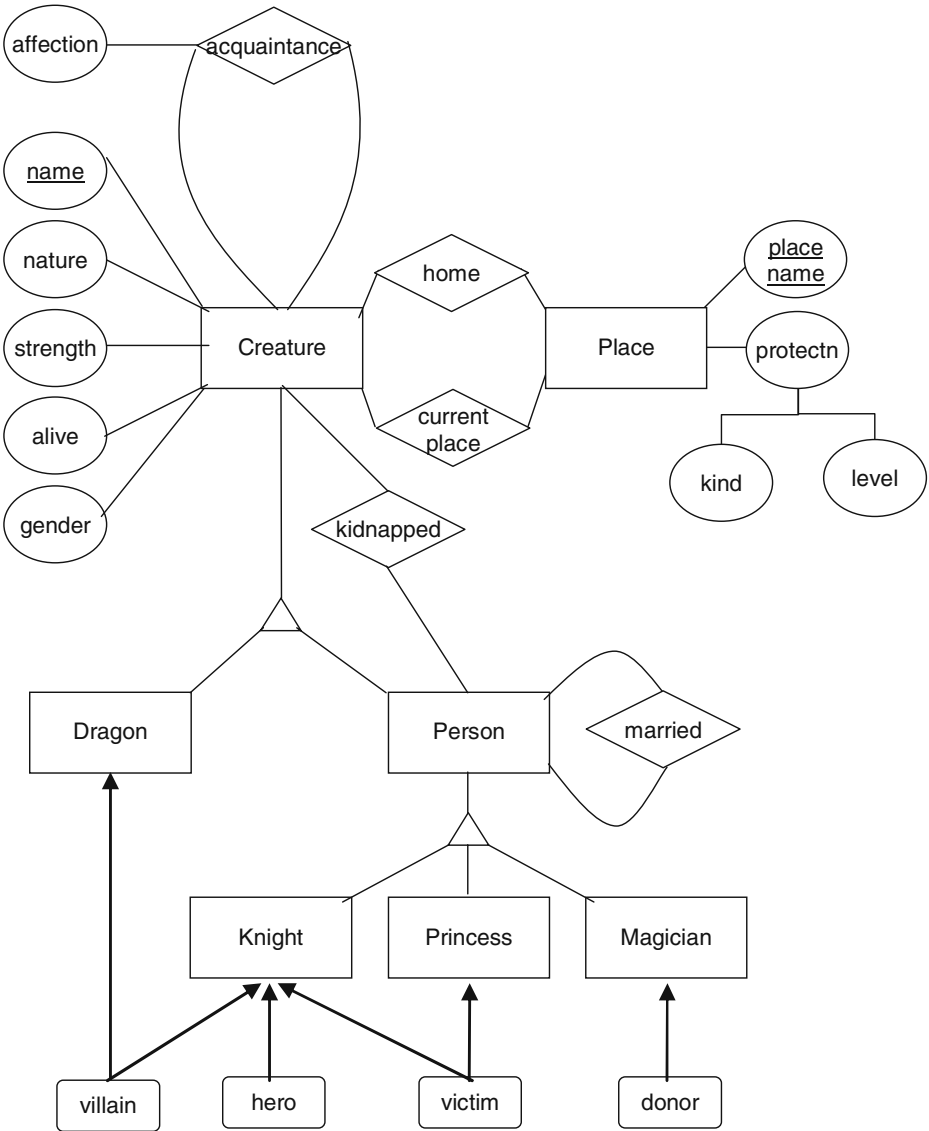 affection
acquaintance
name
nature
home
place
name
strength
Creature
Place
protectn
alive
current
place
kind
level
gender
kidnapped
Dragon
Person
married
Knight
Princess
Magician
villain
hero
victim
donor